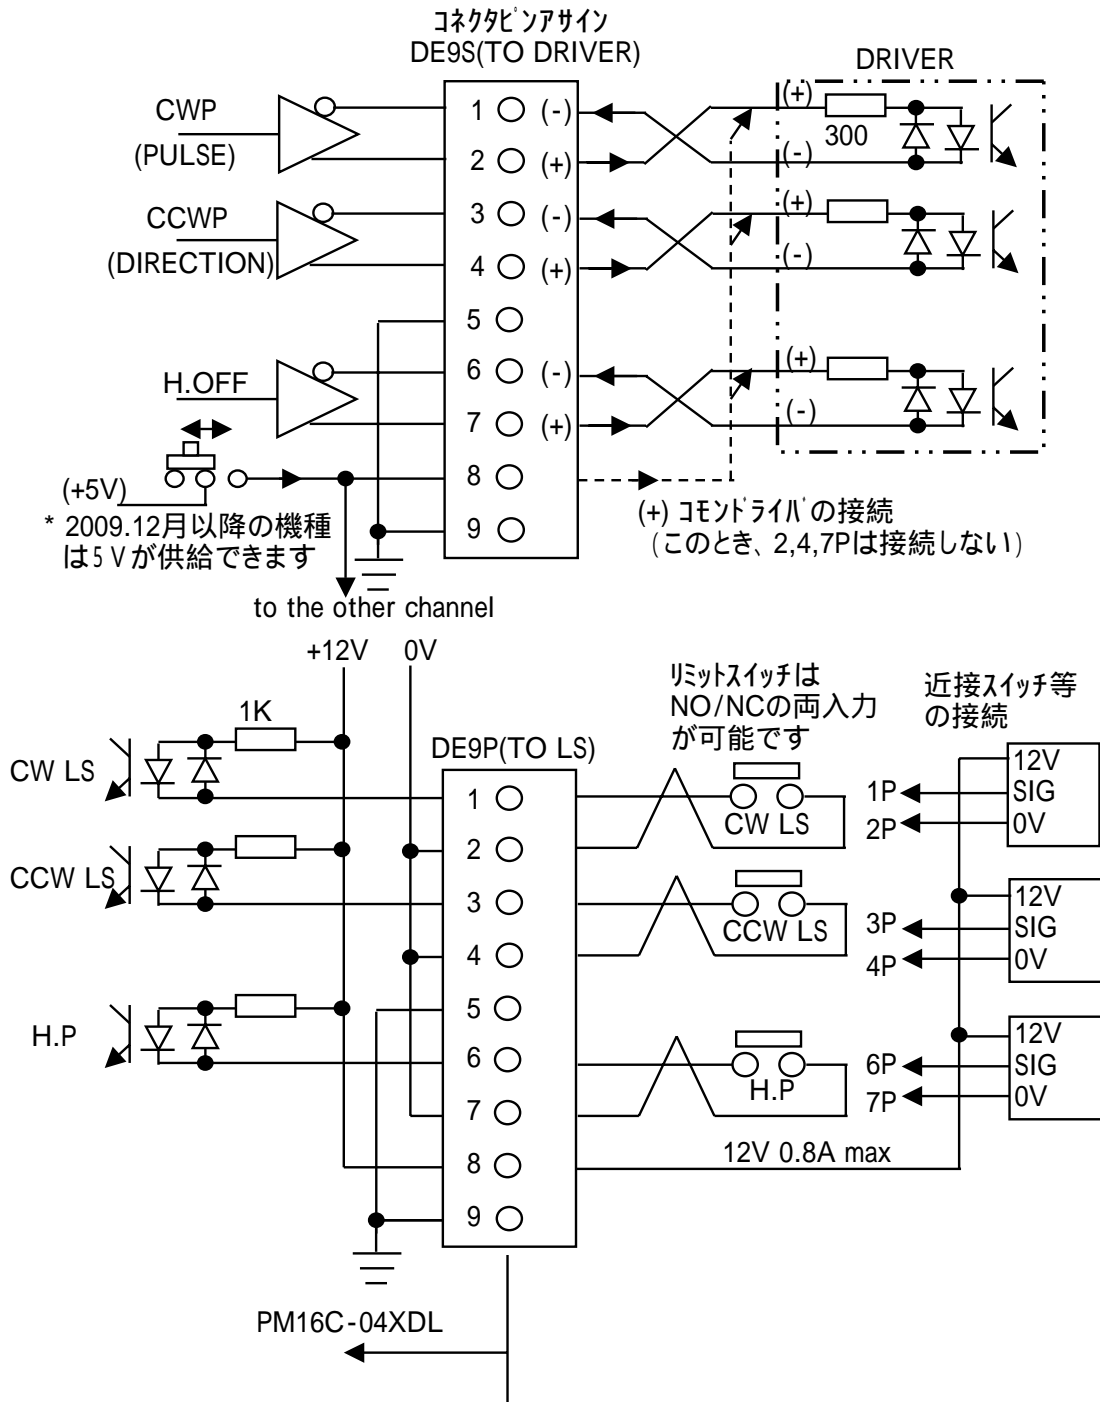 コネクタピンアサイン
DE9S(TO DRIVER)
DRIVER
CWP
(PULSE)
CCWP
(DIRECTION)
H.OFF
(+5V)
* 2009.12月以降の機種
は5Vが供給できます
1 (-)
2 (+)
3 (-)
4 (+)
5
6 (-)
7 (+)
8
9
(+)
300
(-)
(+)
(-)
(+)
(-)
(+) コモンドライバの接続
(このとき、2,4,7Pは接続しない)
to the other channel
+12V 0V
1K
CW LS
CCW LS
H.P
DE9P(TO LS)
1
2
3
4
5
6
7
8
9
リミットスイッチは
NO/NCの両入力
が可能です
CW LS
CCW LS
H.P
12V 0.8A max
近接スイッチ等
の接続
1P
2P
12V
SIG
0V
3P
4P
12V
SIG
0V
6P
7P
12V
SIG
0V
PM16C-04XDL